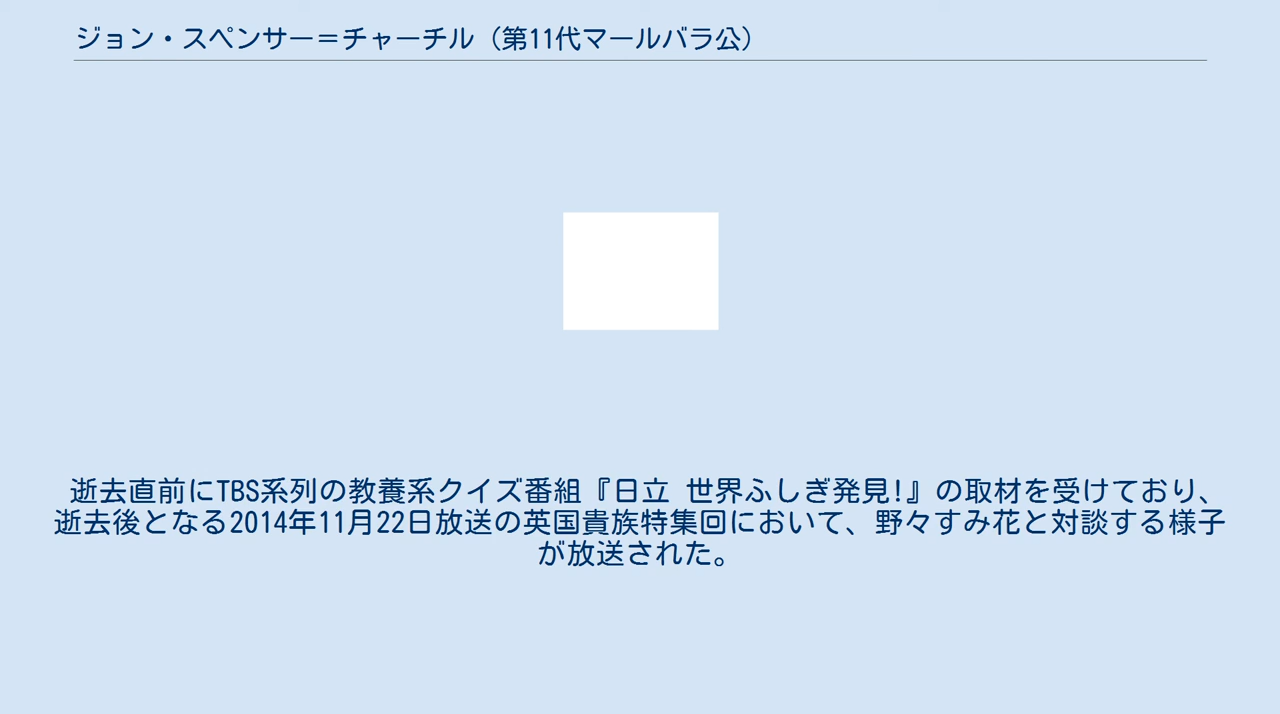 ジョン・スペンサー＝チャーチル（第11代マールバラ公）
逝去直前にTBS系列の教養系クイズ番組『日立 世界ふしぎ発見!』の取材を受けており、
逝去後となる2014年11月22日放送の英国貴族特集回において、野々すみ花と対談する様子
が放送された。